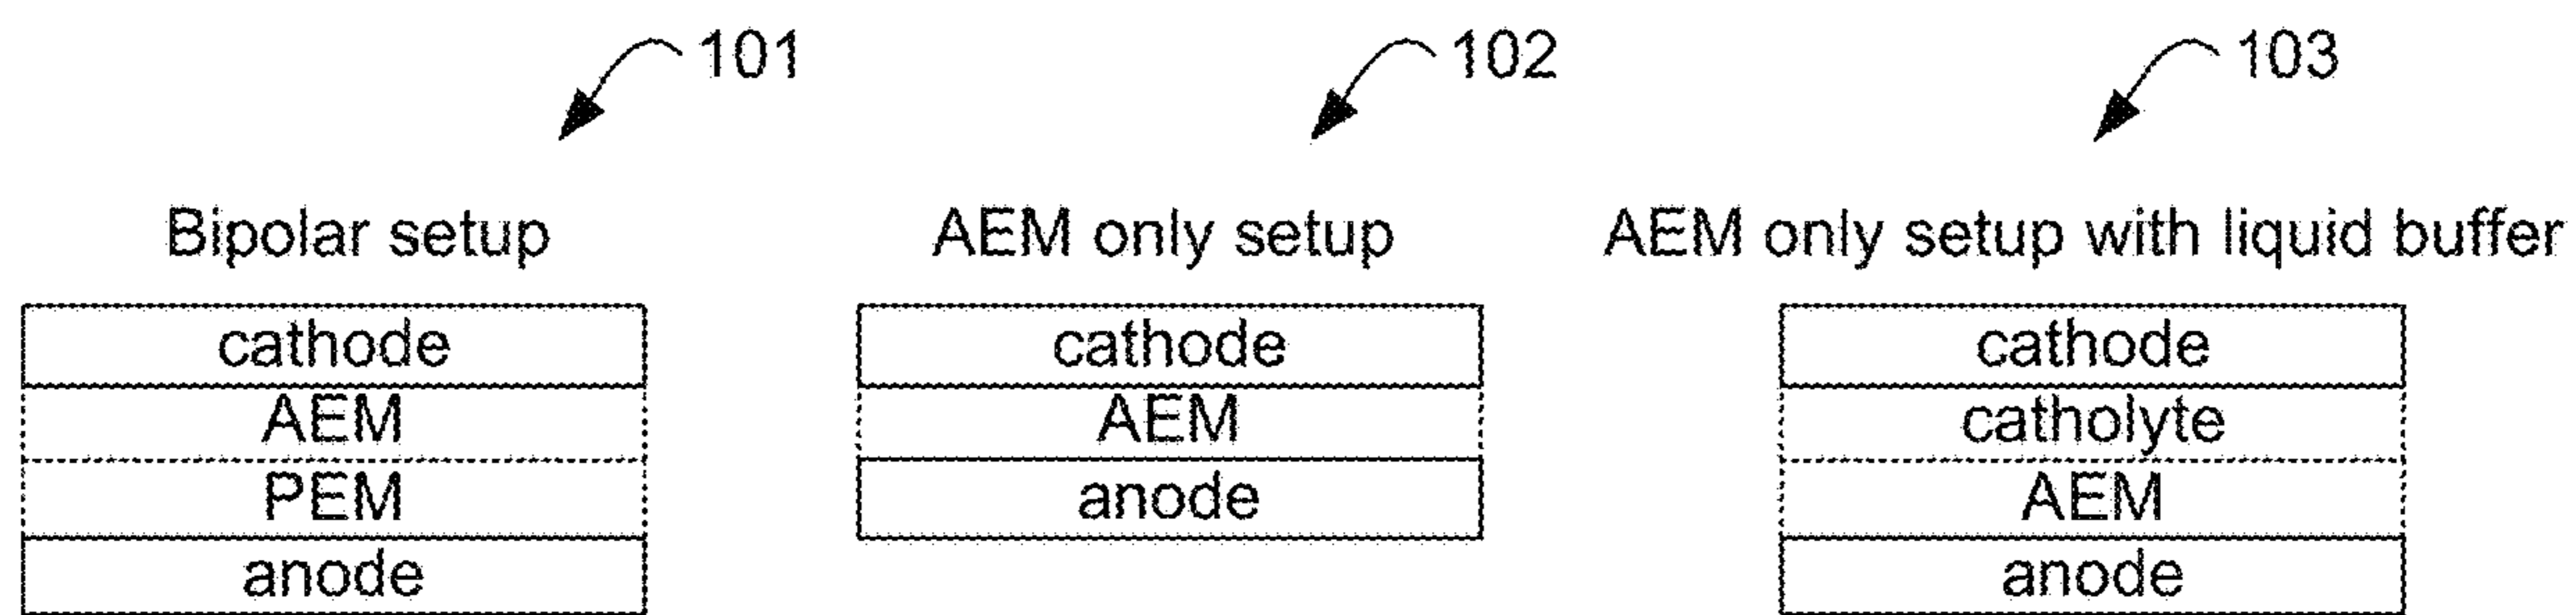 101 102 103
Bipolar setup AEM only setup AEM only setup with liquid buffer
cathode cathode cathode
AEM AEM catholyte
PEM anode AEM
anode anode